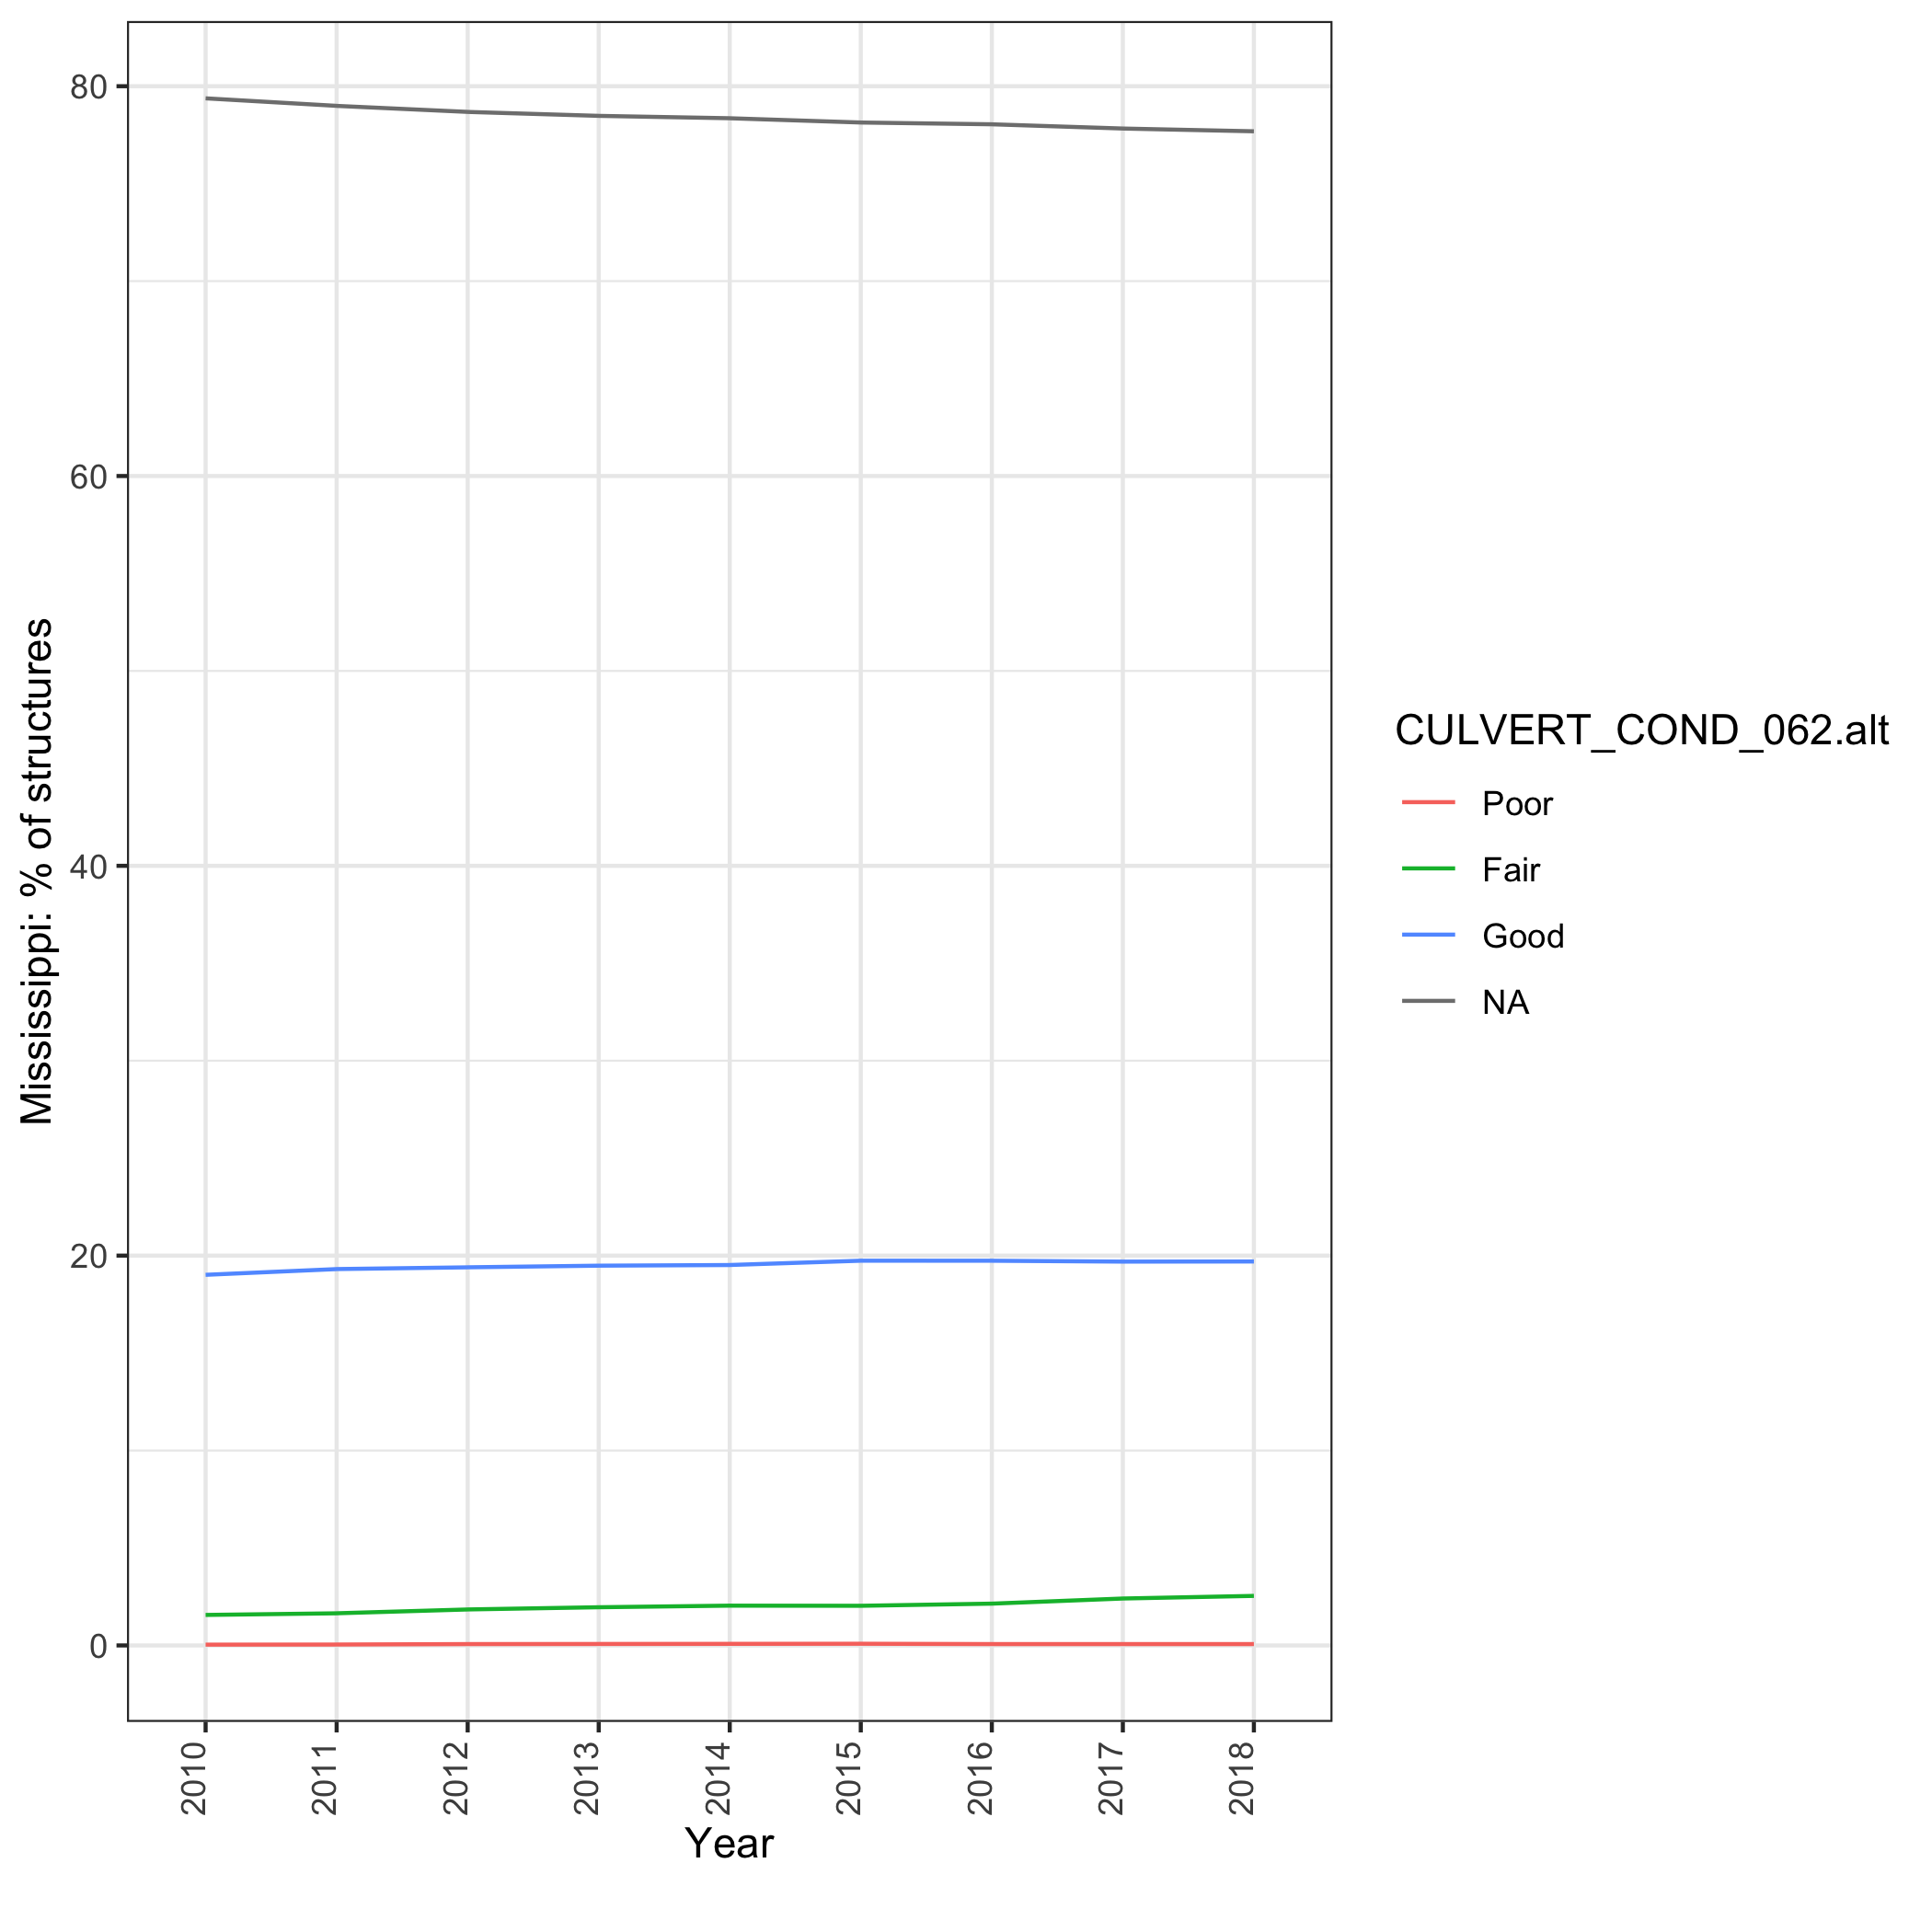 Mississippi: % of structures
80
60
40
20
0
2010
2011
2012
2013
2014
2015
2016
2017
2018
Year
CULVERT_COND_062.alt
Poor
Fair
Good
NA